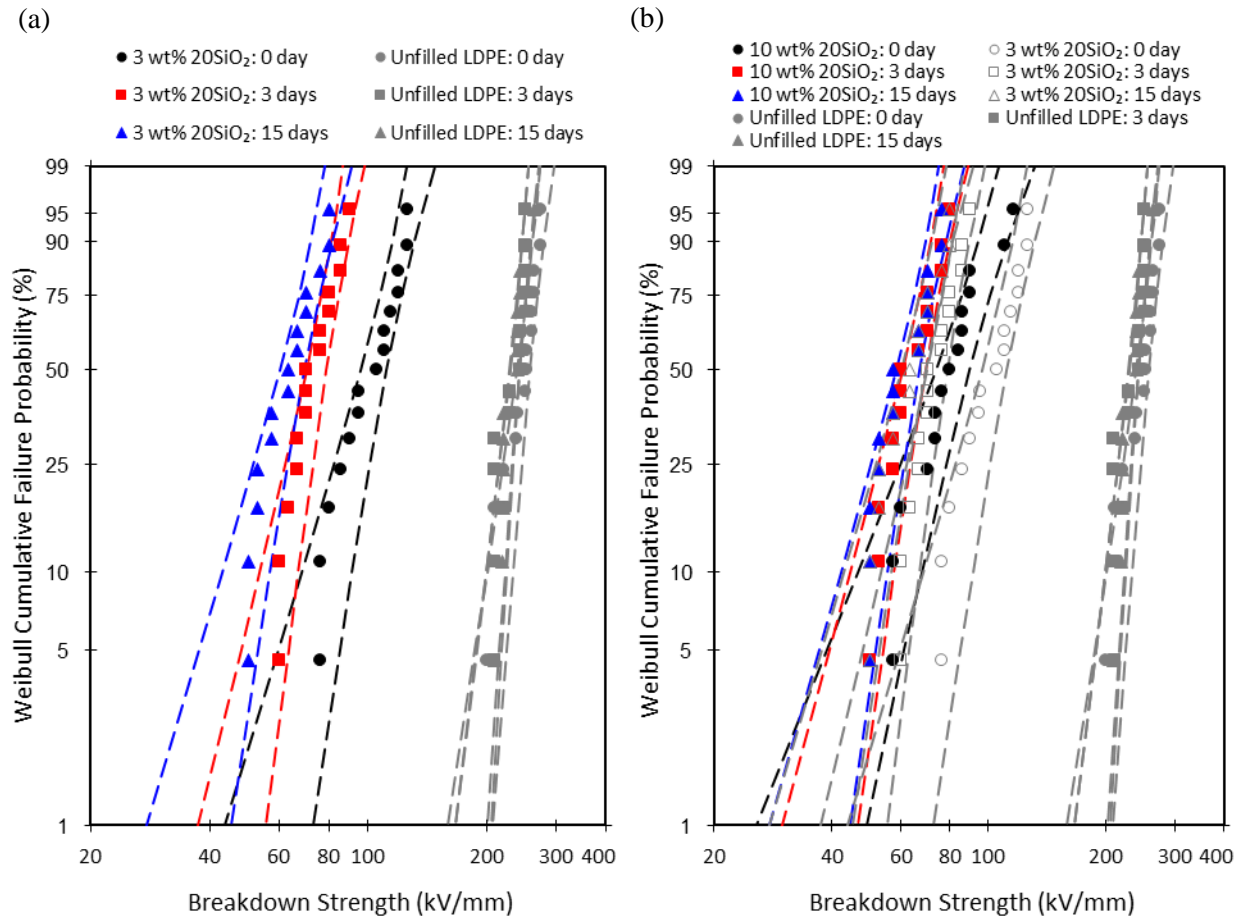 (a)
3 wt% 20SiO₂: 0 day
Unfilled LDPE: 0 day
3 wt% 20SiO₂: 3 days
Unfilled LDPE: 3 days
3 wt% 20SiO₂: 15 days
Unfilled LDPE: 15 days
99
95
90
75
50
25
10
5
1
Weibull Cumulative Failure Probability (%)
20
40
60
80
100
200
300
400
Breakdown Strength (kV/mm)
(b)
10 wt% 20SiO₂: 0 day
3 wt% 20SiO₂: 0 day
10 wt% 20SiO₂: 3 days
3 wt% 20SiO₂: 3 days
10 wt% 20SiO₂: 15 days
3 wt% 20SiO₂: 15 days
Unfilled LDPE: 0 day
Unfilled LDPE: 3 days
Unfilled LDPE: 15 days
99
95
90
75
50
25
10
5
1
Weibull Cumulative Failure Probability (%)
20
40
60
80
100
200
300
400
Breakdown Strength (kV/mm)